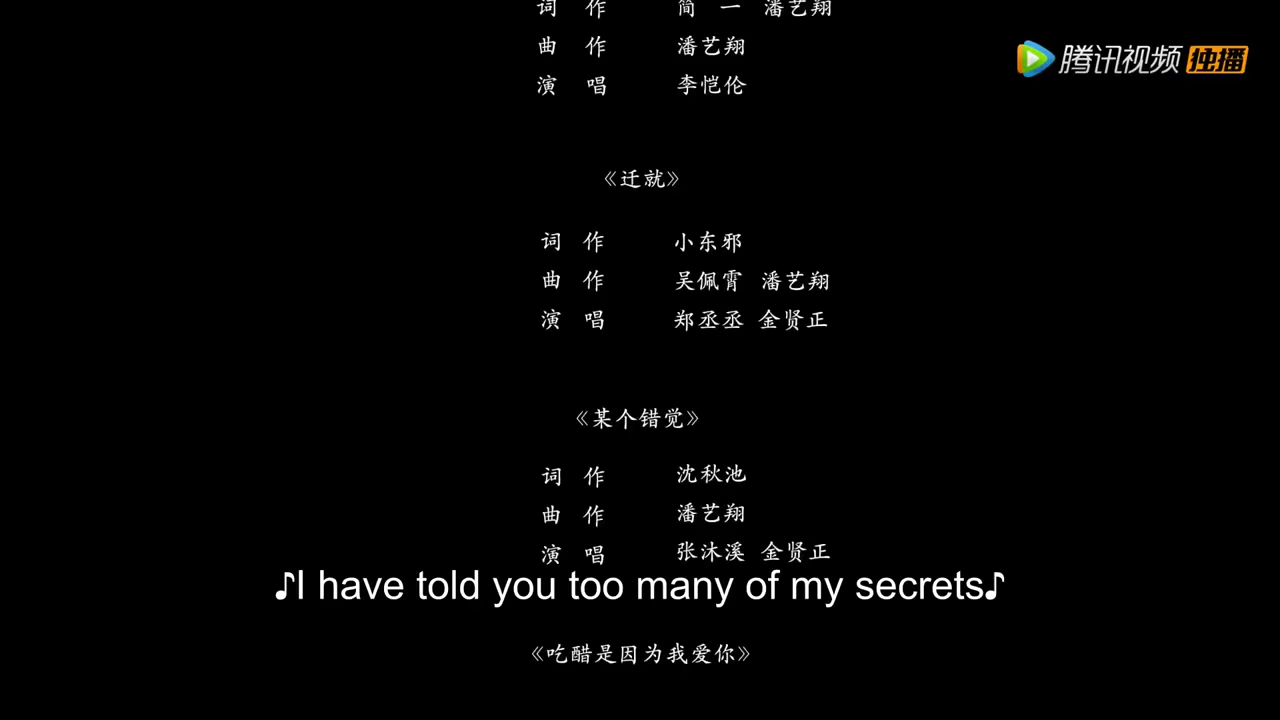 词 作 简 一 潘艺翔
曲 作 潘艺翔
演 唱 李恺伦
腾讯视频 独播
《迁就》
词 作 小东邪
曲 作 吴佩霄 潘艺翔
演 唱 郑丞丞 金贤正
《某个错觉》
词 作 沈秋池
曲 作 潘艺翔
演 唱 张沐溪 金贤正
♪I have told you too many of my secrets♪
《吃醋是因为我爱你》